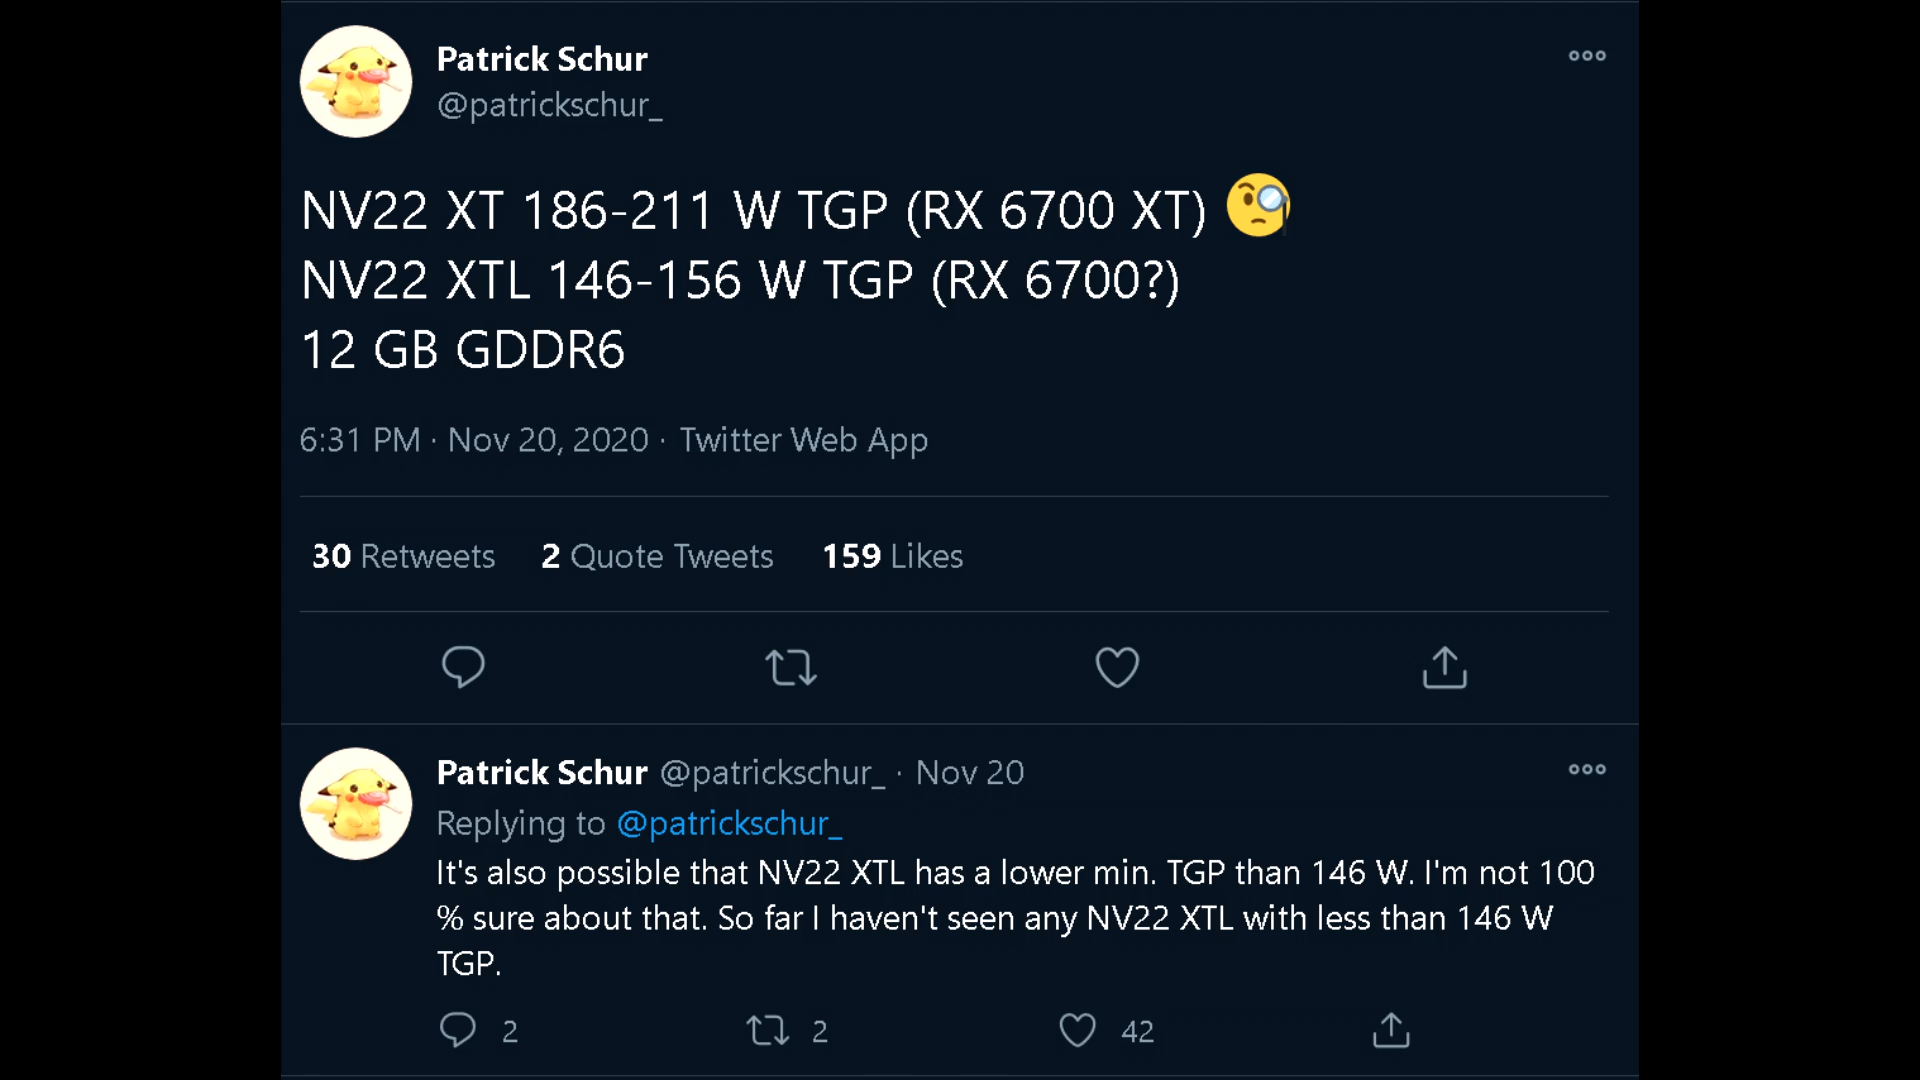 Patrick Schur
@patrickschur_
NV22 XT 186-211 W TGP (RX 6700 XT) 🧐
NV22 XTL 146-156 W TGP (RX 6700?)
12 GB GDDR6
6:31 PM · Nov 20, 2020 · Twitter Web App
30 Retweets 2 Quote Tweets 159 Likes
Patrick Schur @patrickschur_ · Nov 20
Replying to @patrickschur_
It's also possible that NV22 XTL has a lower min. TGP than 146 W. I'm not 100
% sure about that. So far I haven't seen any NV22 XTL with less than 146 W
TGP.
2 2 42